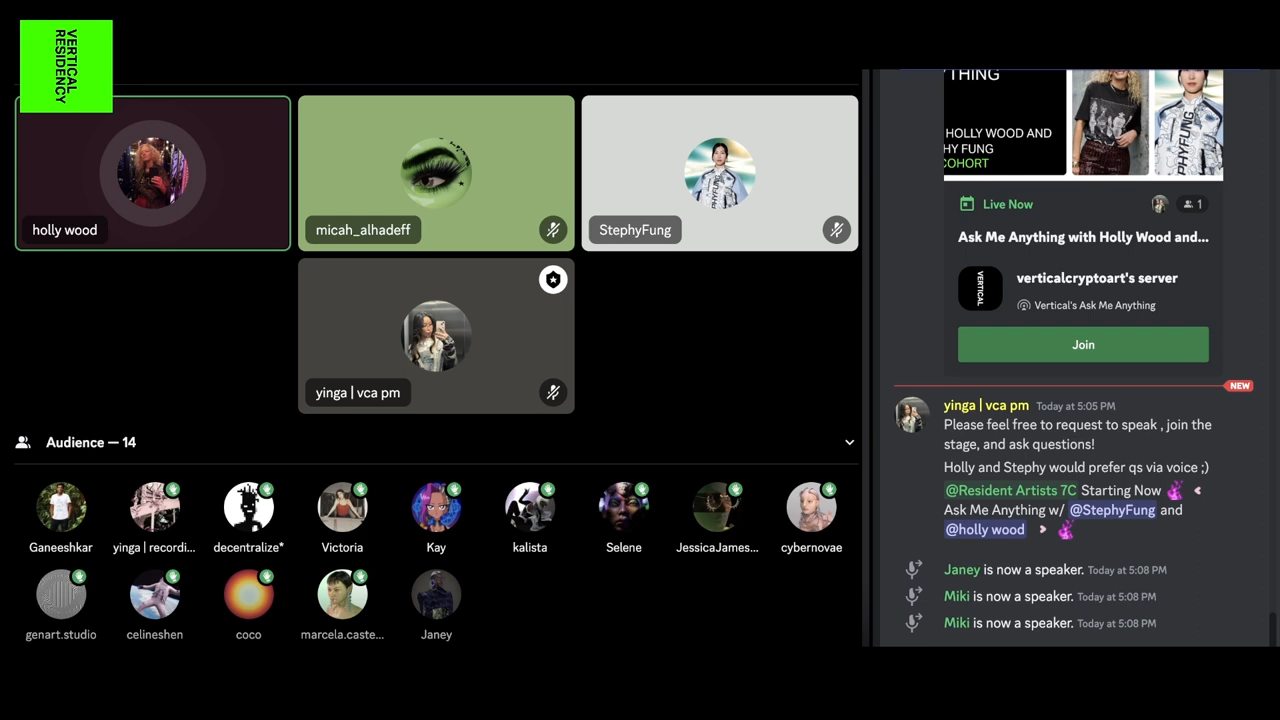 VERTICAL
RESIDENCY
holly wood
micah_alhadeff
StephyFung
yinga | vca pm
Audience — 14
Ganeeshkar
yinga | recordi...
decentralize*
Victoria
Kay
kalista
Selene
JessicaJames...
cybernovae
genart.studio
celineshen
coco
marcela.caste...
Janey
YTHING
HOLLY WOOD AND
HY FUNG
COHORT
PHYFUNG
Live Now
1
Ask Me Anything with Holly Wood and...
VERTICAL
verticalcryptoart's server
Vertical's Ask Me Anything
Join
NEW
yinga | vca pm Today at 5:05 PM
Please feel free to request to speak , join the
stage, and ask questions!
Holly and Stephy would prefer qs via voice ;)
@Resident Artists 7C Starting Now
Ask Me Anything w/ @StephyFung and
@holly wood
Janey is now a speaker. Today at 5:08 PM
Miki is now a speaker. Today at 5:08 PM
Miki is now a speaker. Today at 5:08 PM